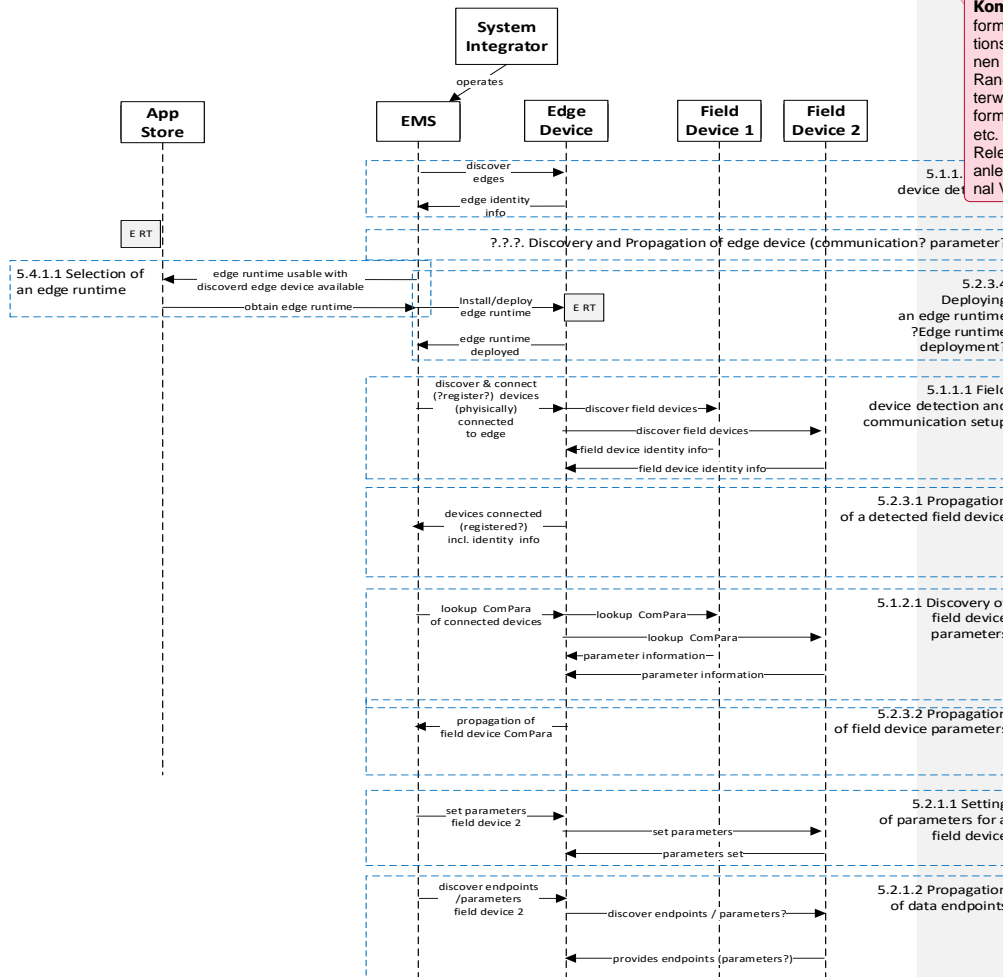 System
Integrator
Kom
form
tions
nen
Rand
terw
form
etc.
Rele
anle
nal V
operates
App
Store
EMS
Edge
Device
Field
Device 1
Field
Device 2
discover
edges
5.1.1.
device det
edge identity
info
E RT
?.?.?. Discovery and Propagation of edge device (communication? parameter?
5.4.1.1 Selection of
an edge runtime
edge runtime usable with
discoverd edge device available
obtain edge runtime
Install/deploy
edge runtime
E RT
edge runtime
deployed
5.2.3.4
Deploying
an edge runtime
?Edge runtime
deployment?
discover & connect
(?register?) devices
(phyisically)
connected
to edge
discover field devices
discover field devices
field device identity info
field device identity info
5.1.1.1 Field
device detection and
communication setup
devices connected
(registered?)
incl. identity info
5.2.3.1 Propagation
of a detected field device
lookup ComPara
of connected devices
lookup ComPara
lookup ComPara
parameter information
parameter information
5.1.2.1 Discovery of
field device
parameters
propagation of
field device ComPara
5.2.3.2 Propagation
of field device parameters
set parameters
field device 2
set parameters
parameters set
5.2.1.1 Setting
of parameters for a
field device
discover endpoints
/parameters
field device 2
discover endpoints / parameters?
provides endpoints (parameters?)
5.2.1.2 Propagation
of data endpoints